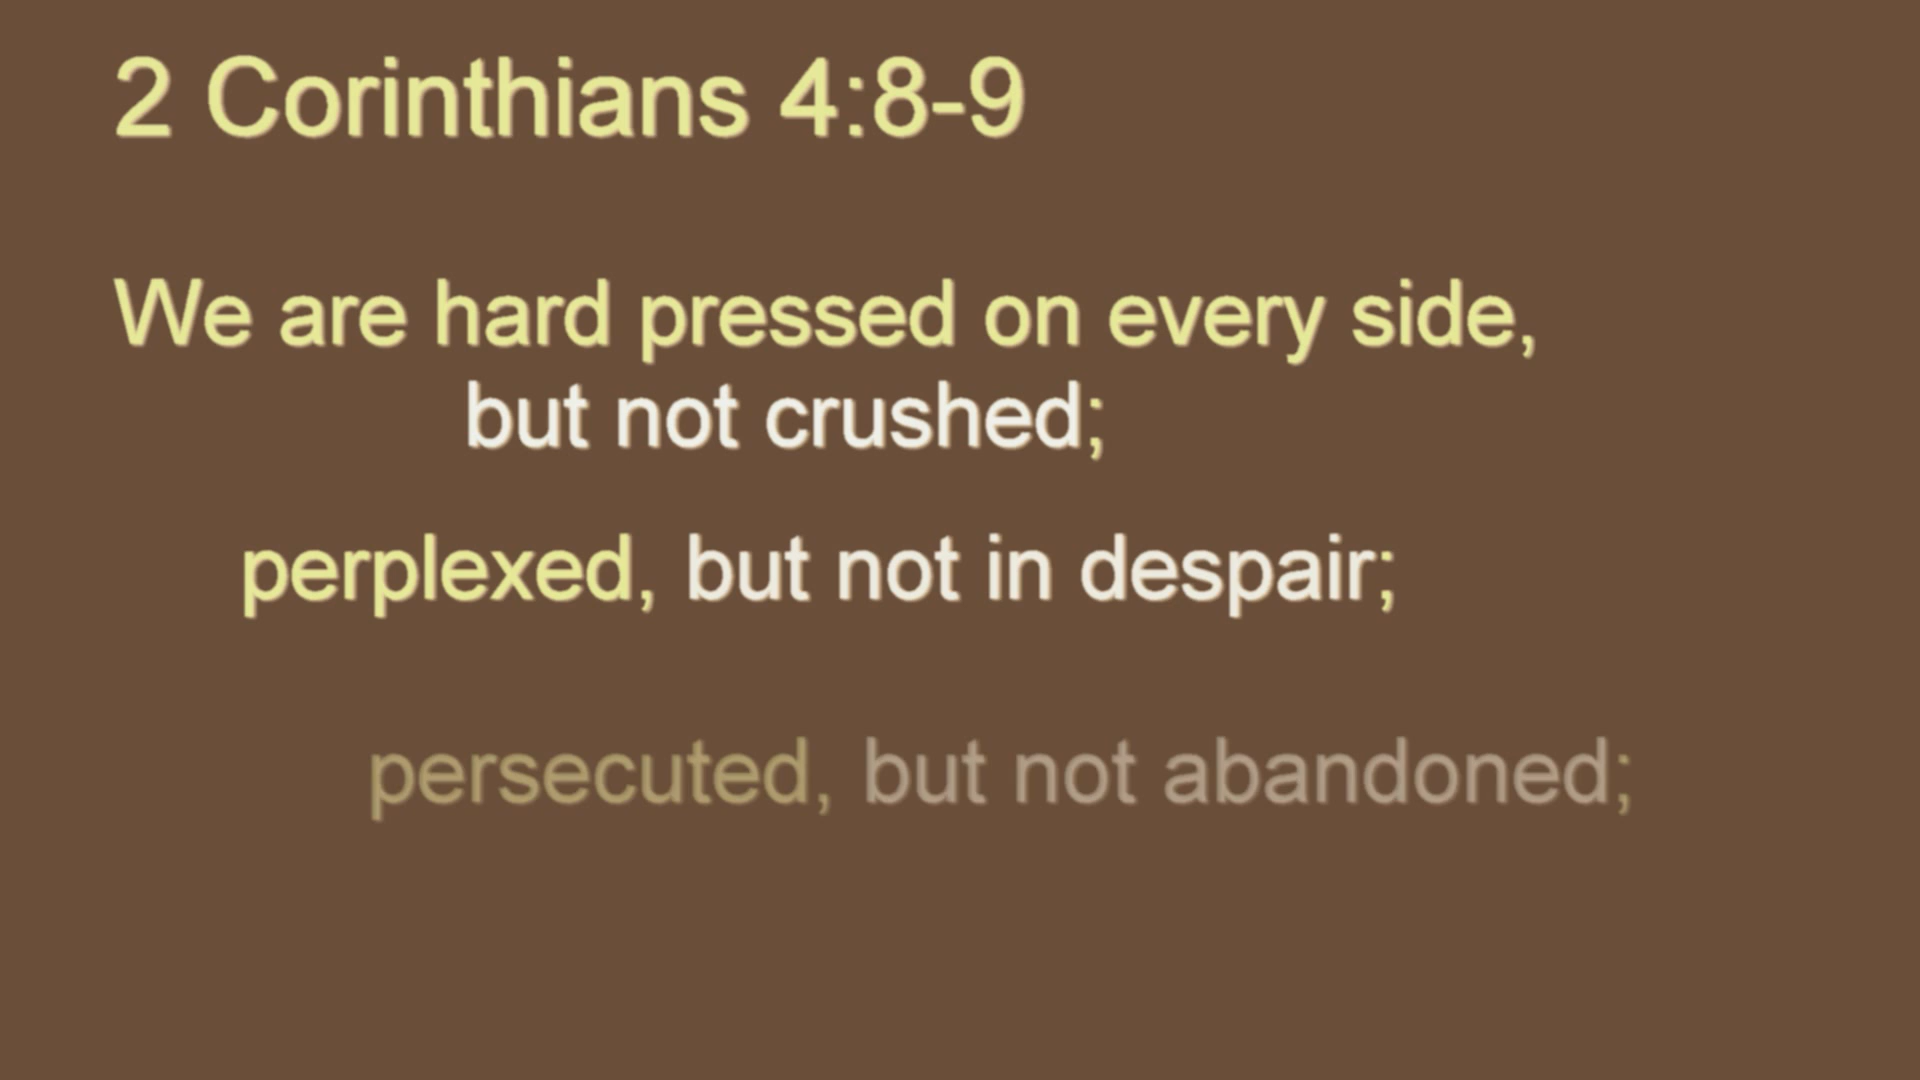 2 Corinthians 4:8-9
We are hard pressed on every side,
but not crushed;
perplexed, but not in despair;
persecuted, but not abandoned;